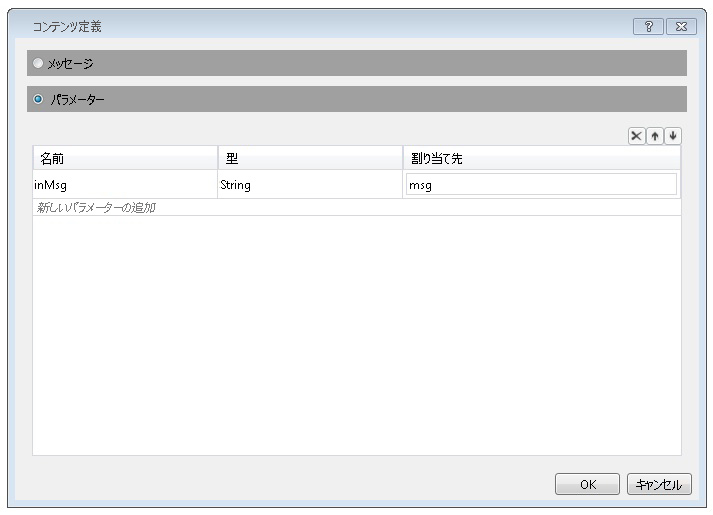 コンテンツ定義
?
メッセージ
パラメーター
名前 型 割り当て先
inMsg String msg
新しいパラメーターの追加
OK キャンセル